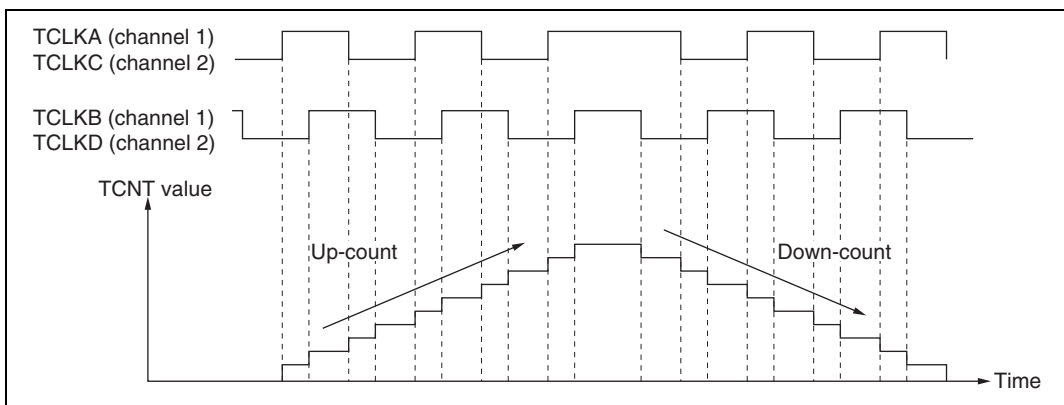 TCLKA (channel 1)
TCLKC (channel 2)
TCLKB (channel 1)
TCLKD (channel 2)
TCNT value
Up-count
Down-count
Time